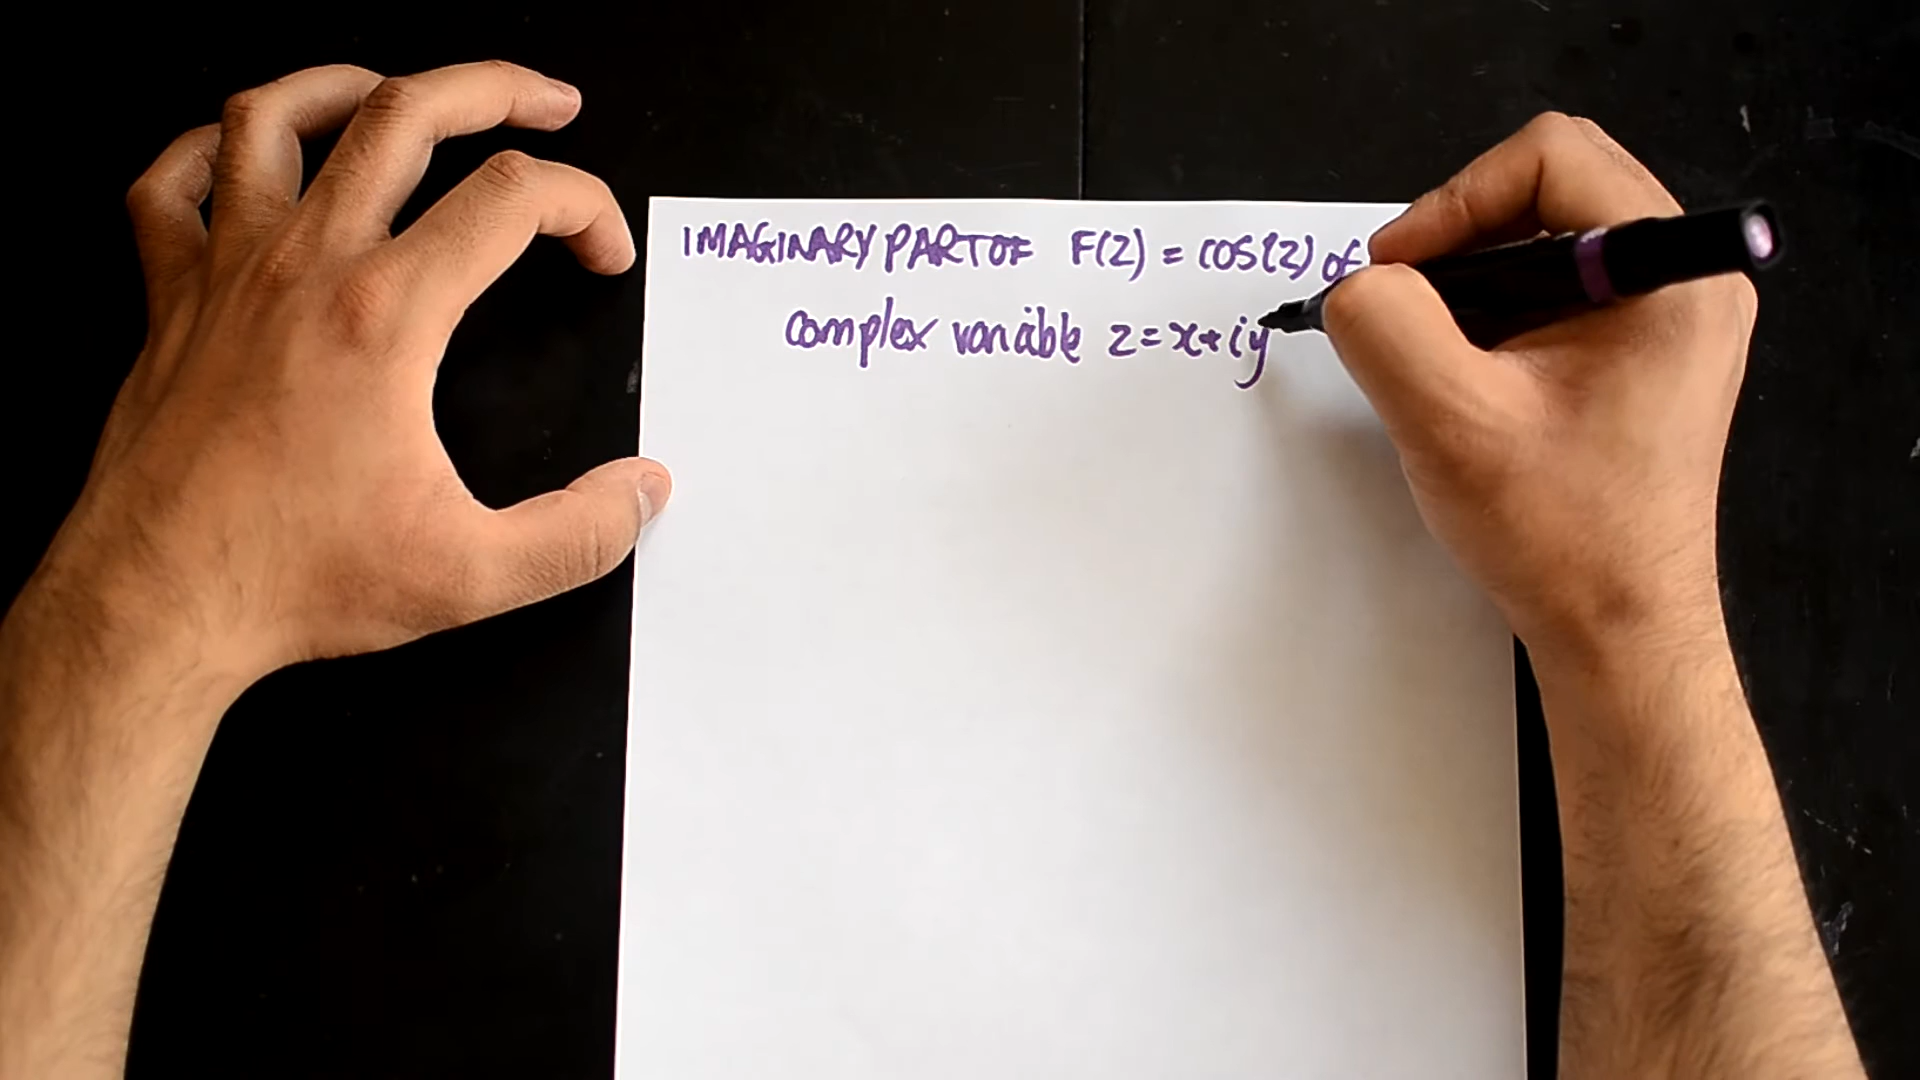 IMAGINARY PART OF F(Z) = COS(Z) of
complex variable z=x+iy